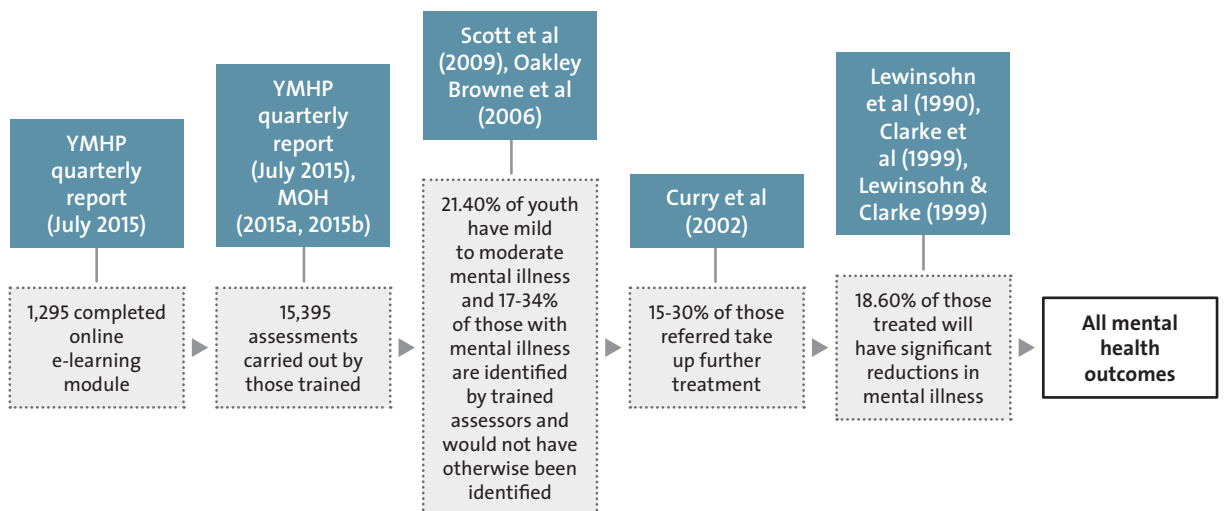 YMHP
quarterly
report
(July 2015)
1,295 completed
online
e-learning
module
YMHP
quarterly
report
(July 2015),
MOH
(2015a, 2015b)
15,395
assessments
carried out by
those trained
Scott et al
(2009), Oakley
Browne et al
(2006)
21.40% of youth
have mild
to moderate
mental illness
and 17-34%
of those with
mental illness
are identified
by trained
assessors and
would not have
otherwise been
identified
Curry et al
(2002)
15-30% of those
referred take
up further
treatment
Lewinsohn
et al (1990),
Clarke et
al (1999),
Lewinsohn &
Clarke (1999)
18.60% of those
treated will
have significant
reductions in
mental illness
All mental
health
outcomes